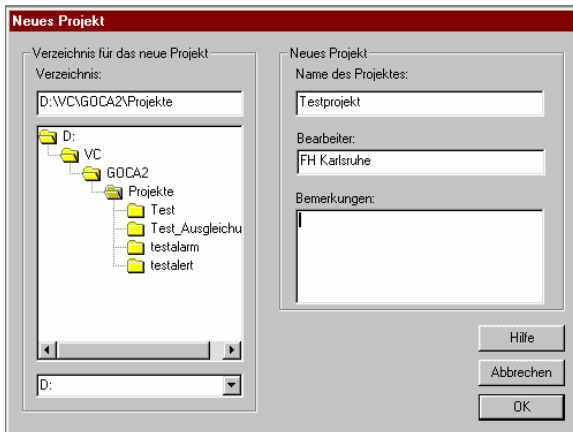 Neues Projekt
Verzeichnis für das neue Projekt
Verzeichnis:
D:\VC\GOCA2\Projekte
D:
VC
GOCA2
Projekte
Test
Test_Ausgleichu
testalarm
testalert
D:
Neues Projekt
Name des Projektes:
Testprojekt
Bearbeiter:
FH Karlsruhe
Bemerkungen:
Hilfe
Abbrechen
OK